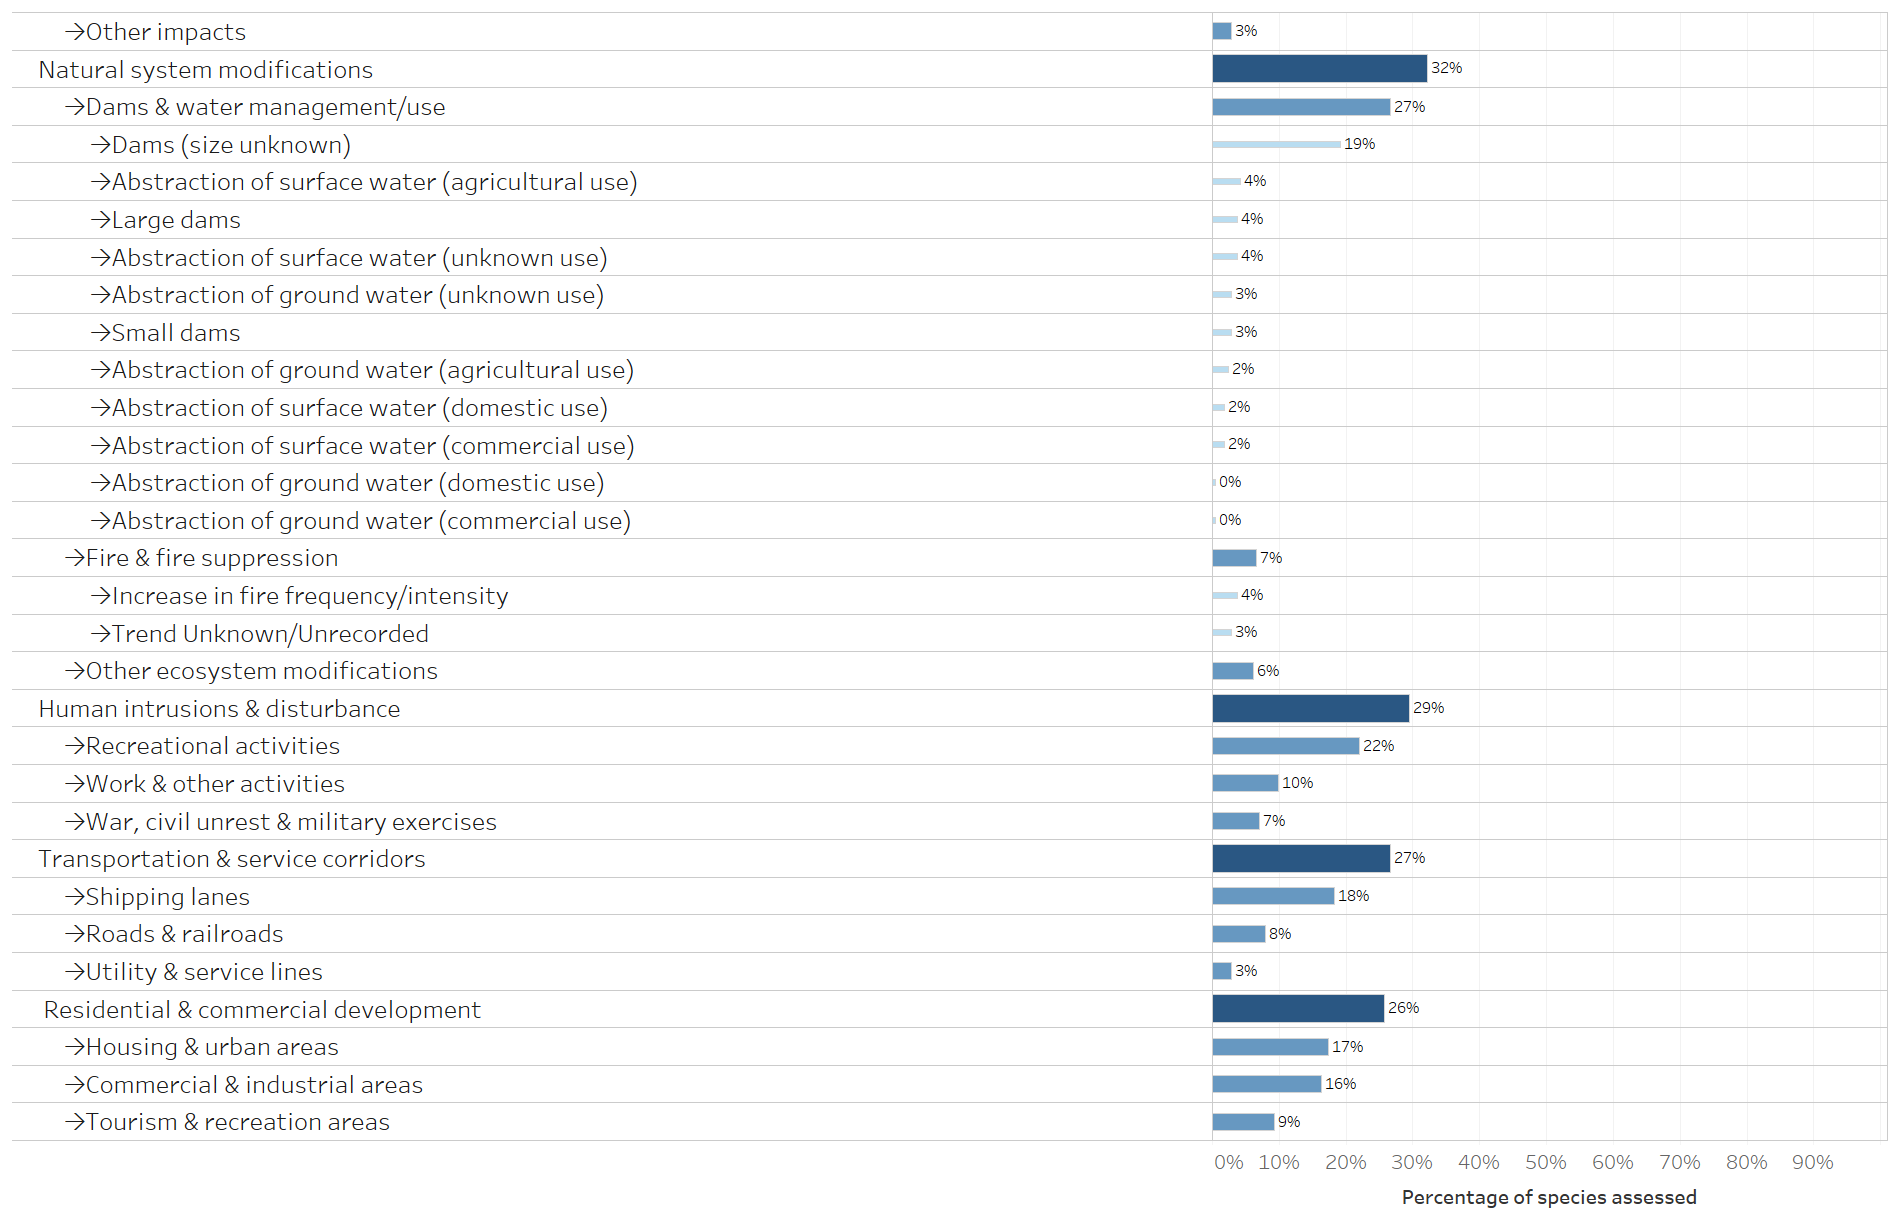 →Other impacts 3%
Natural system modifications 32%
→Dams & water management/use 27%
→Dams (size unknown) 19%
→Abstraction of surface water (agricultural use) 4%
→Large dams 4%
→Abstraction of surface water (unknown use) 4%
→Abstraction of ground water (unknown use) 3%
→Small dams 3%
→Abstraction of ground water (agricultural use) 2%
→Abstraction of surface water (domestic use) 2%
→Abstraction of surface water (commercial use) 2%
→Abstraction of ground water (domestic use) 0%
→Abstraction of ground water (commercial use) 0%
→Fire & fire suppression 7%
→Increase in fire frequency/intensity 4%
→Trend Unknown/Unrecorded 3%
→Other ecosystem modifications 6%
Human intrusions & disturbance 29%
→Recreational activities 22%
→Work & other activities 10%
→War, civil unrest & military exercises 7%
Transportation & service corridors 27%
→Shipping lanes 18%
→Roads & railroads 8%
→Utility & service lines 3%
Residential & commercial development 26%
→Housing & urban areas 17%
→Commercial & industrial areas 16%
→Tourism & recreation areas 9%
0% 10% 20% 30% 40% 50% 60% 70% 80% 90%
Percentage of species assessed